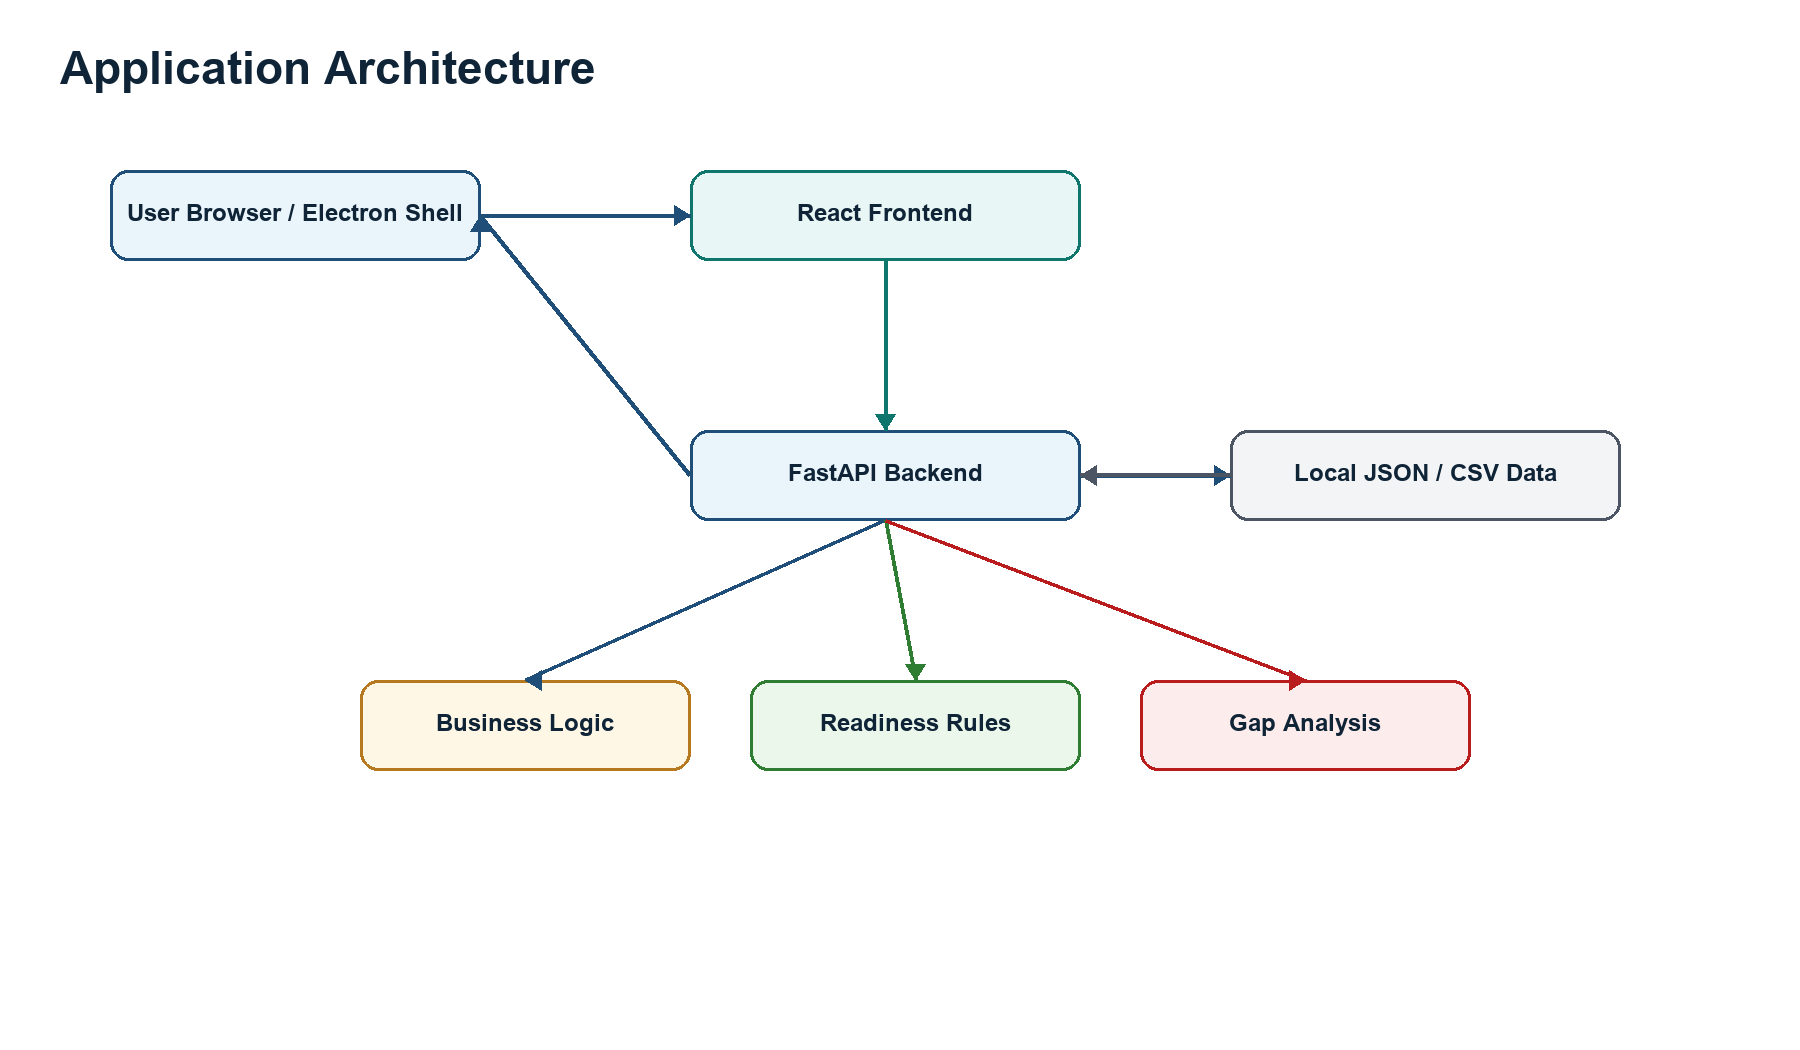 Application Architecture
User Browser / Electron Shell
React Frontend
FastAPI Backend
Local JSON / CSV Data
Business Logic
Readiness Rules
Gap Analysis